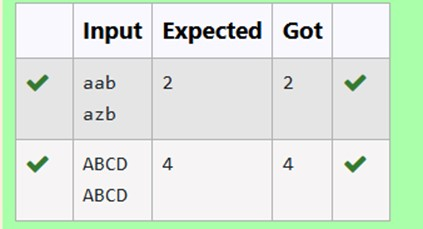 Input Expected Got
aab 2 2
azb
ABCD 4 4
ABCD